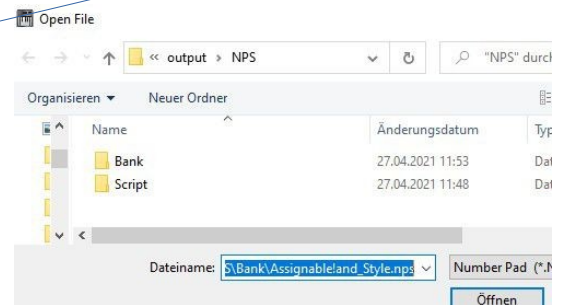 Open File
« output › NPS
"NPS" durch
Organisieren
Neuer Ordner
Name Änderungsdatum Typ
Bank 27.04.2021 11:53 Dat
Script 27.04.2021 11:48 Dat
Dateiname: S\Bank\Assignable!and_Style.nps Number Pad (*.N
Öffnen